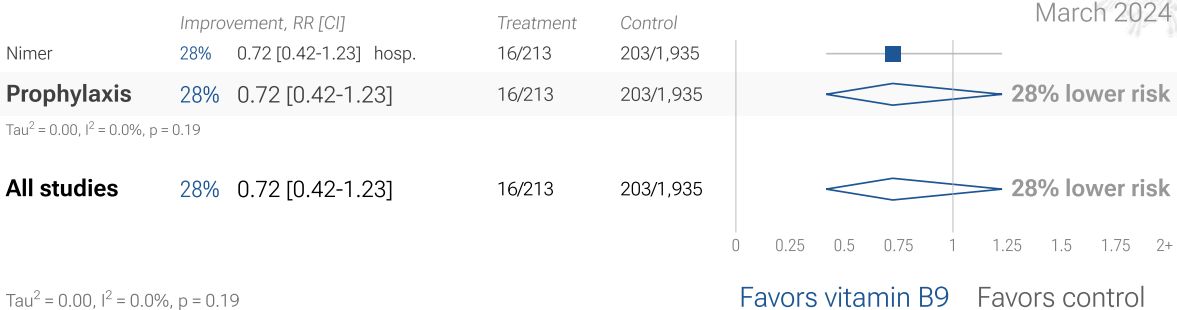 March 2024
Improvement, RR [CI] Treatment Control
Nimer 28% 0.72 [0.42-1.23] hosp. 16/213 203/1,935
Prophylaxis 28% 0.72 [0.42-1.23] 16/213 203/1,935 28% lower risk
Tau² = 0.00, I² = 0.0%, p = 0.19
All studies 28% 0.72 [0.42-1.23] 16/213 203/1,935 28% lower risk
0 0.25 0.5 0.75 1 1.25 1.5 1.75 2+
Tau² = 0.00, I² = 0.0%, p = 0.19 Favors vitamin B9 Favors control